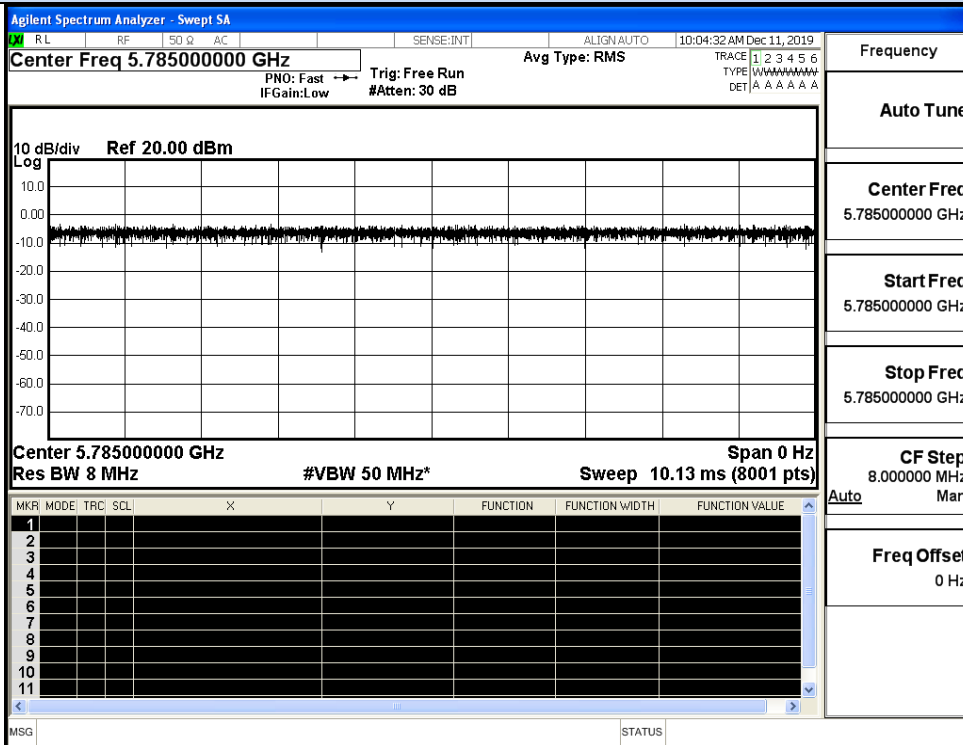 Agilent Spectrum Analyzer - Swept SA
LXI RL RF 50 Ω AC SENSE:INT ALIGNAUTO 10:04:32 AM Dec 11, 2019
Center Freq 5.785000000 GHz Avg Type: RMS TRACE 1 2 3 4 5 6
PNO: Fast Trig: Free Run TYPE WWWWWW
IFGain:Low #Atten: 30 dB DET A A A A A A
10 dB/div Ref 20.00 dBm
Log
10.0
0.00
-10.0
-20.0
-30.0
-40.0
-50.0
-60.0
-70.0
Center 5.785000000 GHz Span 0 Hz
Res BW 8 MHz #VBW 50 MHz* Sweep 10.13 ms (8001 pts)
MKR MODE TRC SCL X Y FUNCTION FUNCTION WIDTH FUNCTION VALUE
1
2
3
4
5
6
7
8
9
10
11
MSG STATUS
Frequency
Auto Tune
Center Freq
5.785000000 GHz
Start Freq
5.785000000 GHz
Stop Freq
5.785000000 GHz
CF Step
8.000000 MHz
Auto Man
Freq Offset
0 Hz